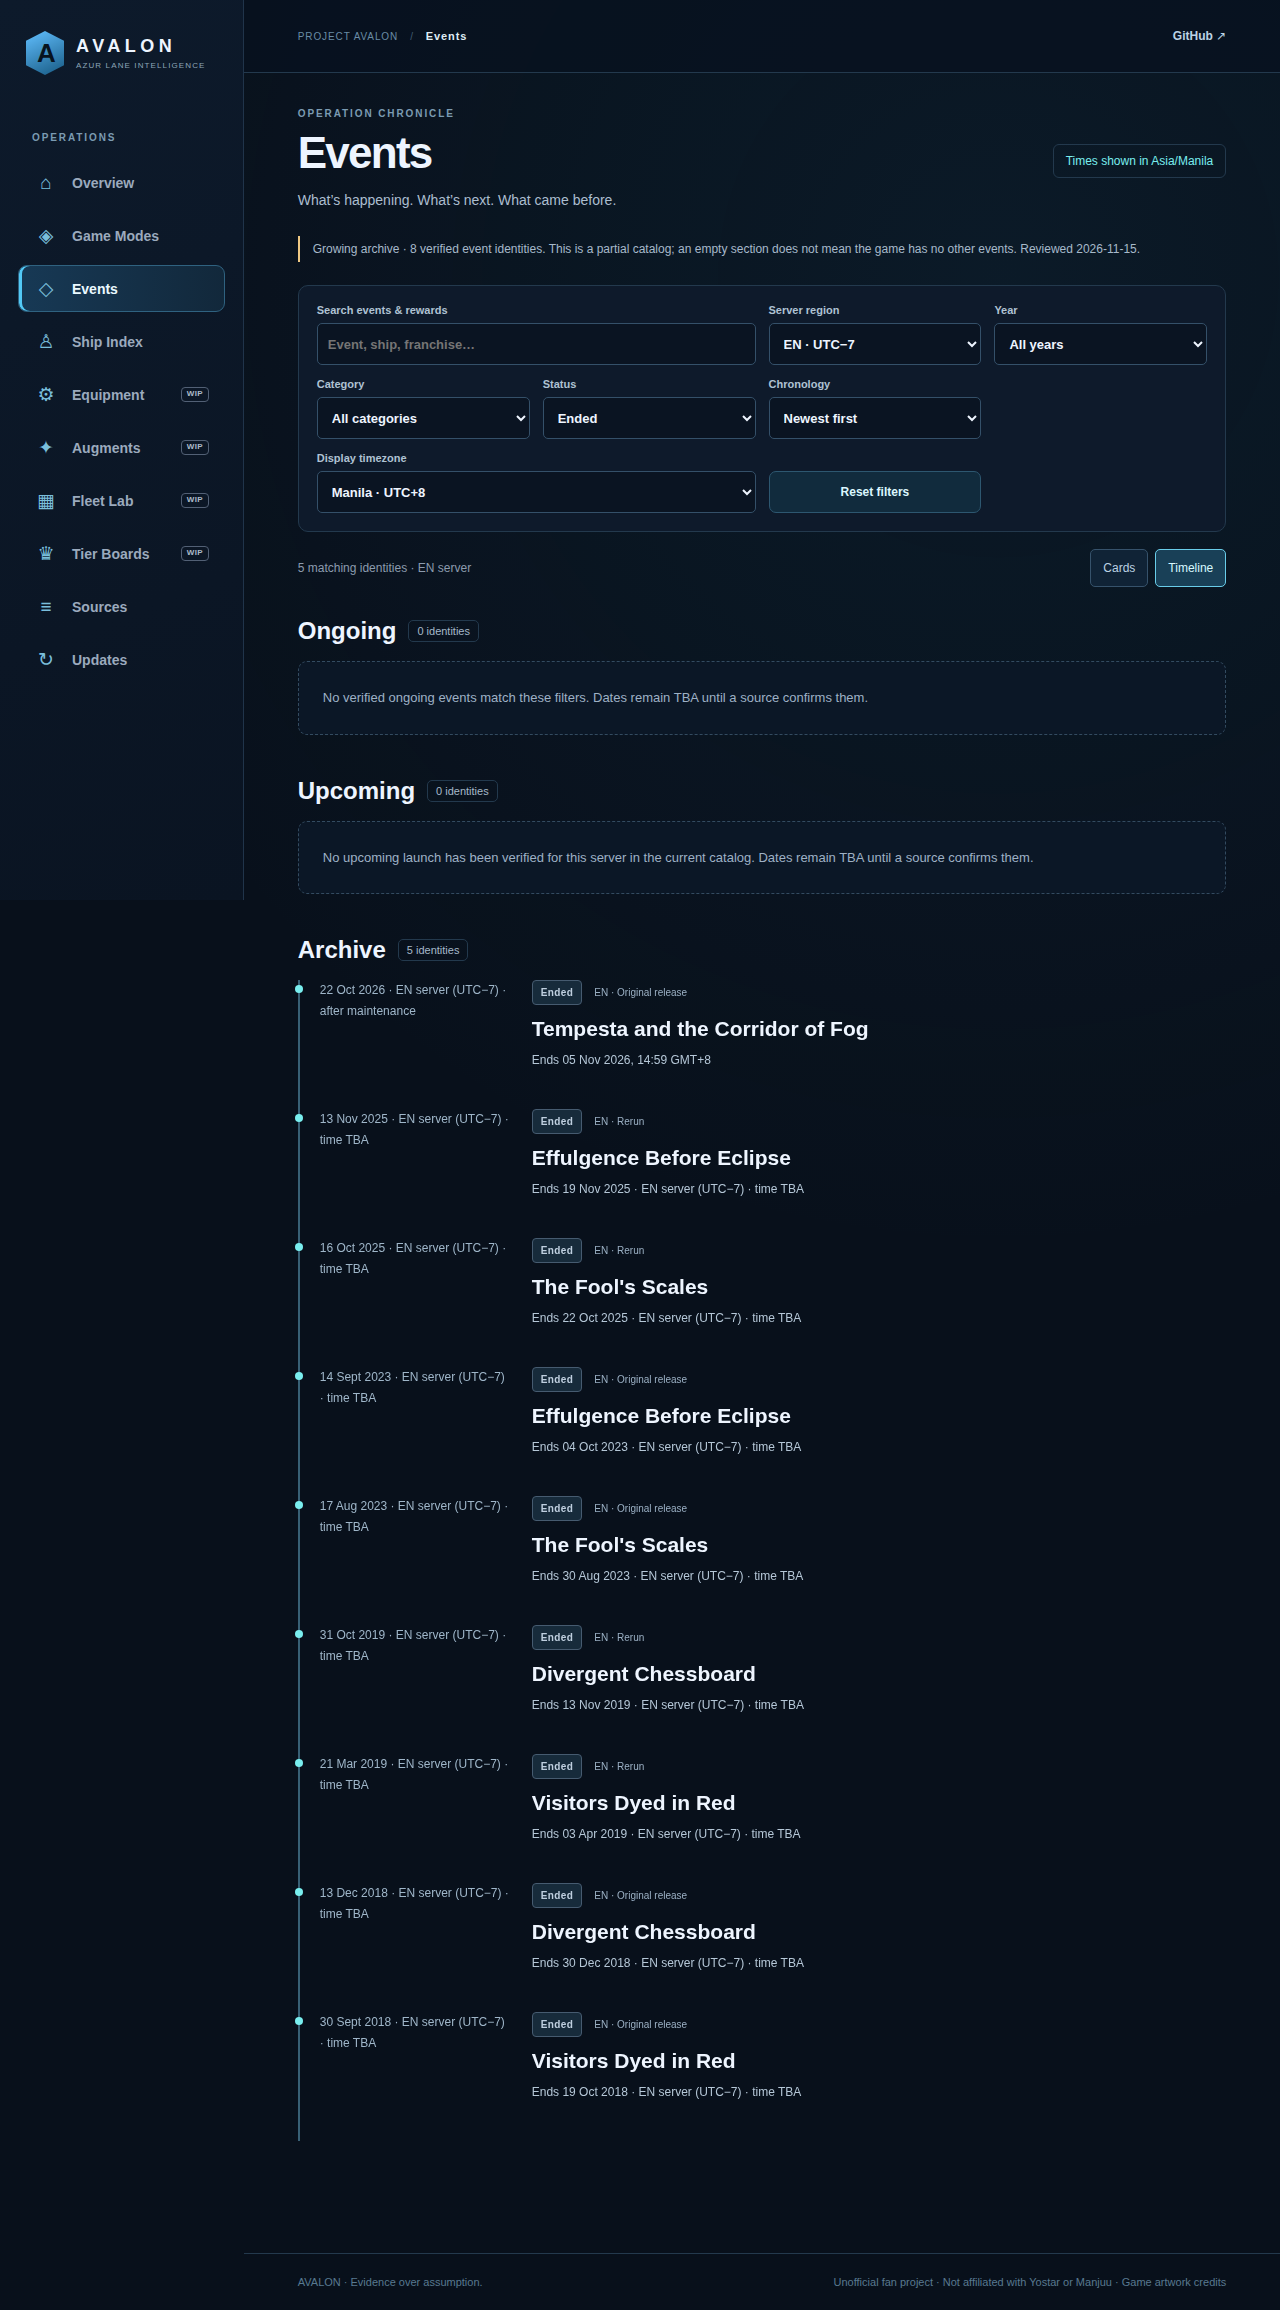 A
AVALON
AZUR LANE INTELLIGENCE
OPERATIONS
Overview
Game Modes
Events
Ship Index
Equipment WIP
Augments WIP
Fleet Lab WIP
Tier Boards WIP
Sources
Updates
PROJECT AVALON / Events
GitHub ↗
OPERATION CHRONICLE
Events
Times shown in Asia/Manila
What's happening. What's next. What came before.
Growing archive · 8 verified event identities. This is a partial catalog; an empty section does not mean the game has no other events. Reviewed 2026-11-15.
Search events & rewards
Server region
Year
Event, ship, franchise…
EN · UTC−7
All years
Category
Status
Chronology
All categories
Ended
Newest first
Display timezone
Manila · UTC+8
Reset filters
5 matching identities · EN server
Cards
Timeline
Ongoing 0 identities
No verified ongoing events match these filters. Dates remain TBA until a source confirms them.
Upcoming 0 identities
No upcoming launch has been verified for this server in the current catalog. Dates remain TBA until a source confirms them.
Archive 5 identities
22 Oct 2026 · EN server (UTC−7) ·
after maintenance
Ended EN · Original release
Tempesta and the Corridor of Fog
Ends 05 Nov 2026, 14:59 GMT+8
13 Nov 2025 · EN server (UTC−7) ·
time TBA
Ended EN · Rerun
Effulgence Before Eclipse
Ends 19 Nov 2025 · EN server (UTC−7) · time TBA
16 Oct 2025 · EN server (UTC−7) ·
time TBA
Ended EN · Rerun
The Fool's Scales
Ends 22 Oct 2025 · EN server (UTC−7) · time TBA
14 Sept 2023 · EN server (UTC−7)
· time TBA
Ended EN · Original release
Effulgence Before Eclipse
Ends 04 Oct 2023 · EN server (UTC−7) · time TBA
17 Aug 2023 · EN server (UTC−7) ·
time TBA
Ended EN · Original release
The Fool's Scales
Ends 30 Aug 2023 · EN server (UTC−7) · time TBA
31 Oct 2019 · EN server (UTC−7) ·
time TBA
Ended EN · Rerun
Divergent Chessboard
Ends 13 Nov 2019 · EN server (UTC−7) · time TBA
21 Mar 2019 · EN server (UTC−7) ·
time TBA
Ended EN · Rerun
Visitors Dyed in Red
Ends 03 Apr 2019 · EN server (UTC−7) · time TBA
13 Dec 2018 · EN server (UTC−7) ·
time TBA
Ended EN · Original release
Divergent Chessboard
Ends 30 Dec 2018 · EN server (UTC−7) · time TBA
30 Sept 2018 · EN server (UTC−7)
· time TBA
Ended EN · Original release
Visitors Dyed in Red
Ends 19 Oct 2018 · EN server (UTC−7) · time TBA
AVALON · Evidence over assumption.
Unofficial fan project · Not affiliated with Yostar or Manjuu · Game artwork credits